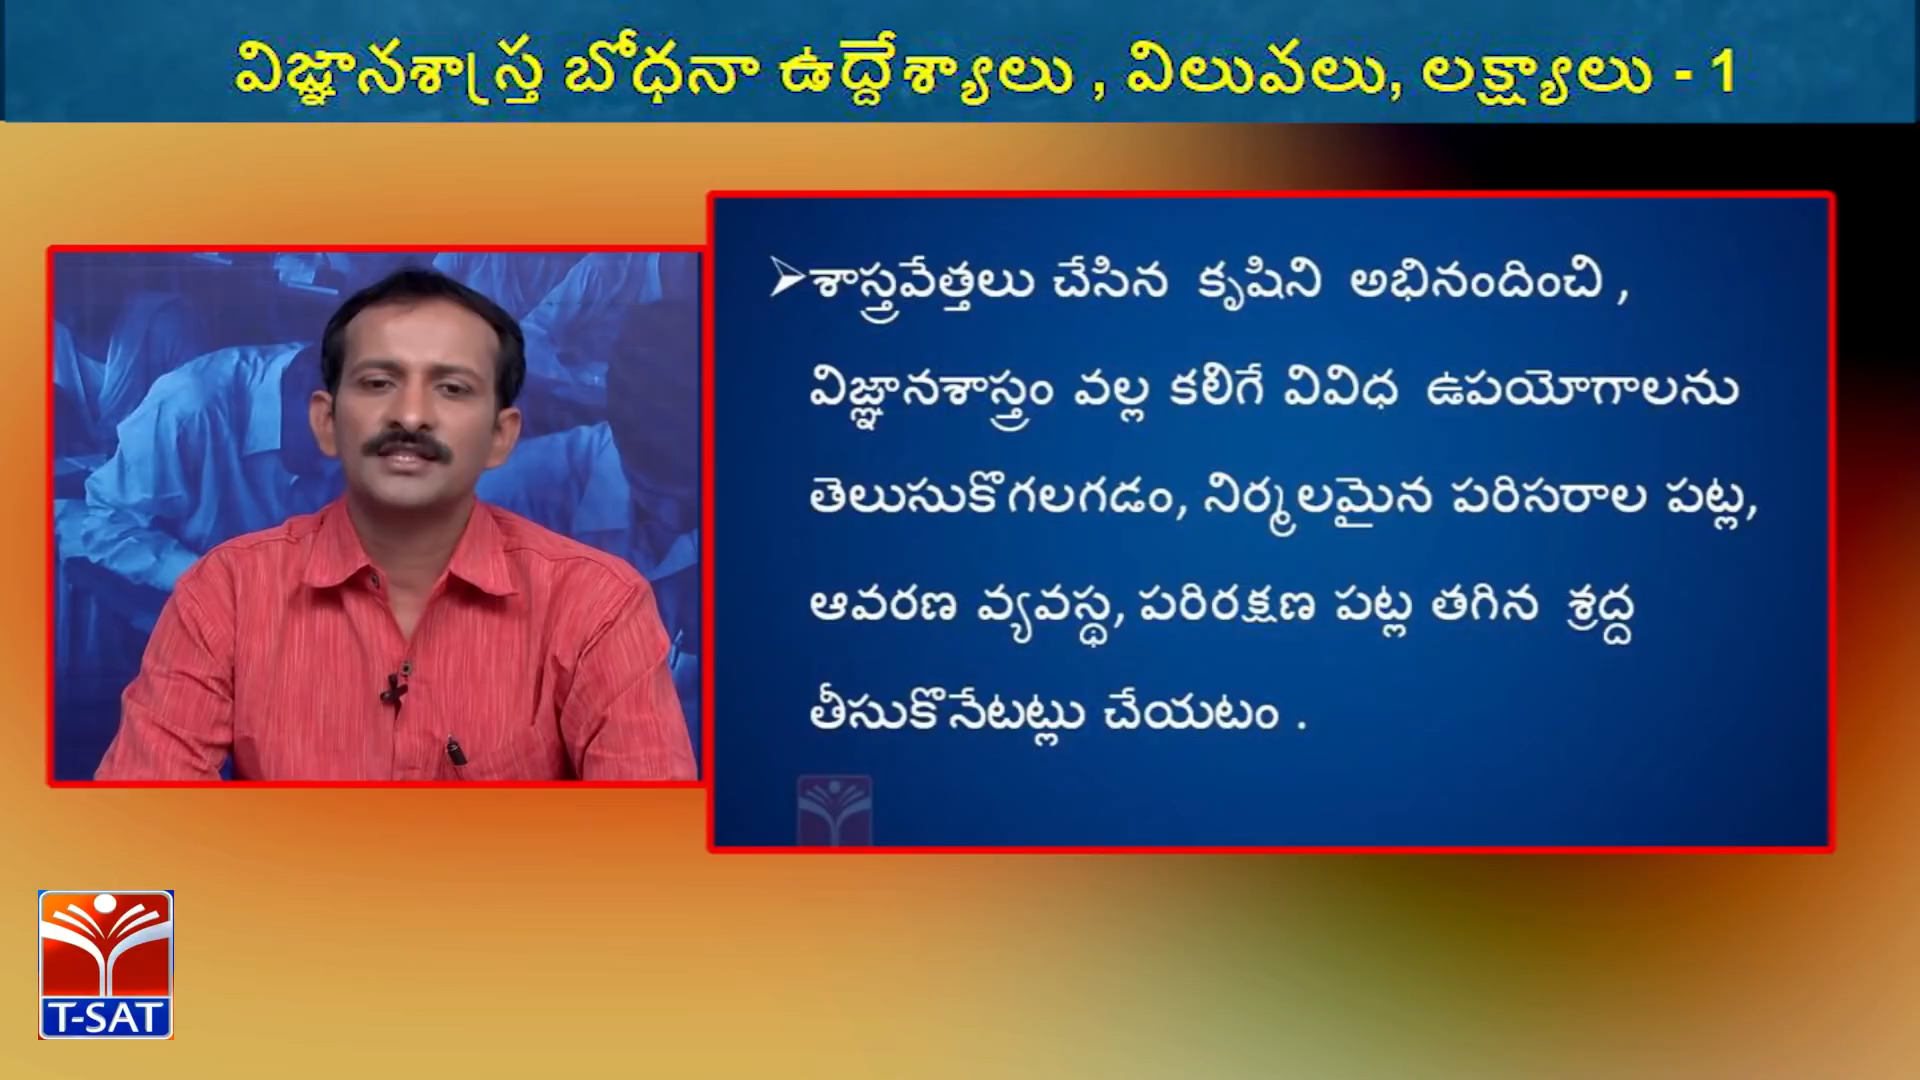 విజ్ఞానశాస్త్ర బోధనా ఉద్దేశ్యాలు , విలువలు, లక్ష్యాలు - 1
శాస్త్రవేత్తలు చేసిన కృషిని అభినందించి ,
విజ్ఞానశాస్త్రం వల్ల కలిగే వివిధ ఉపయోగాలను
తెలుసుకొగలగడం, నిర్మలమైన పరిసరాల పట్ల,
ఆవరణ వ్యవస్థ, పరిరక్షణ పట్ల తగిన శ్రద్ద
తీసుకొనేటట్లు చేయటం .
T-SAT